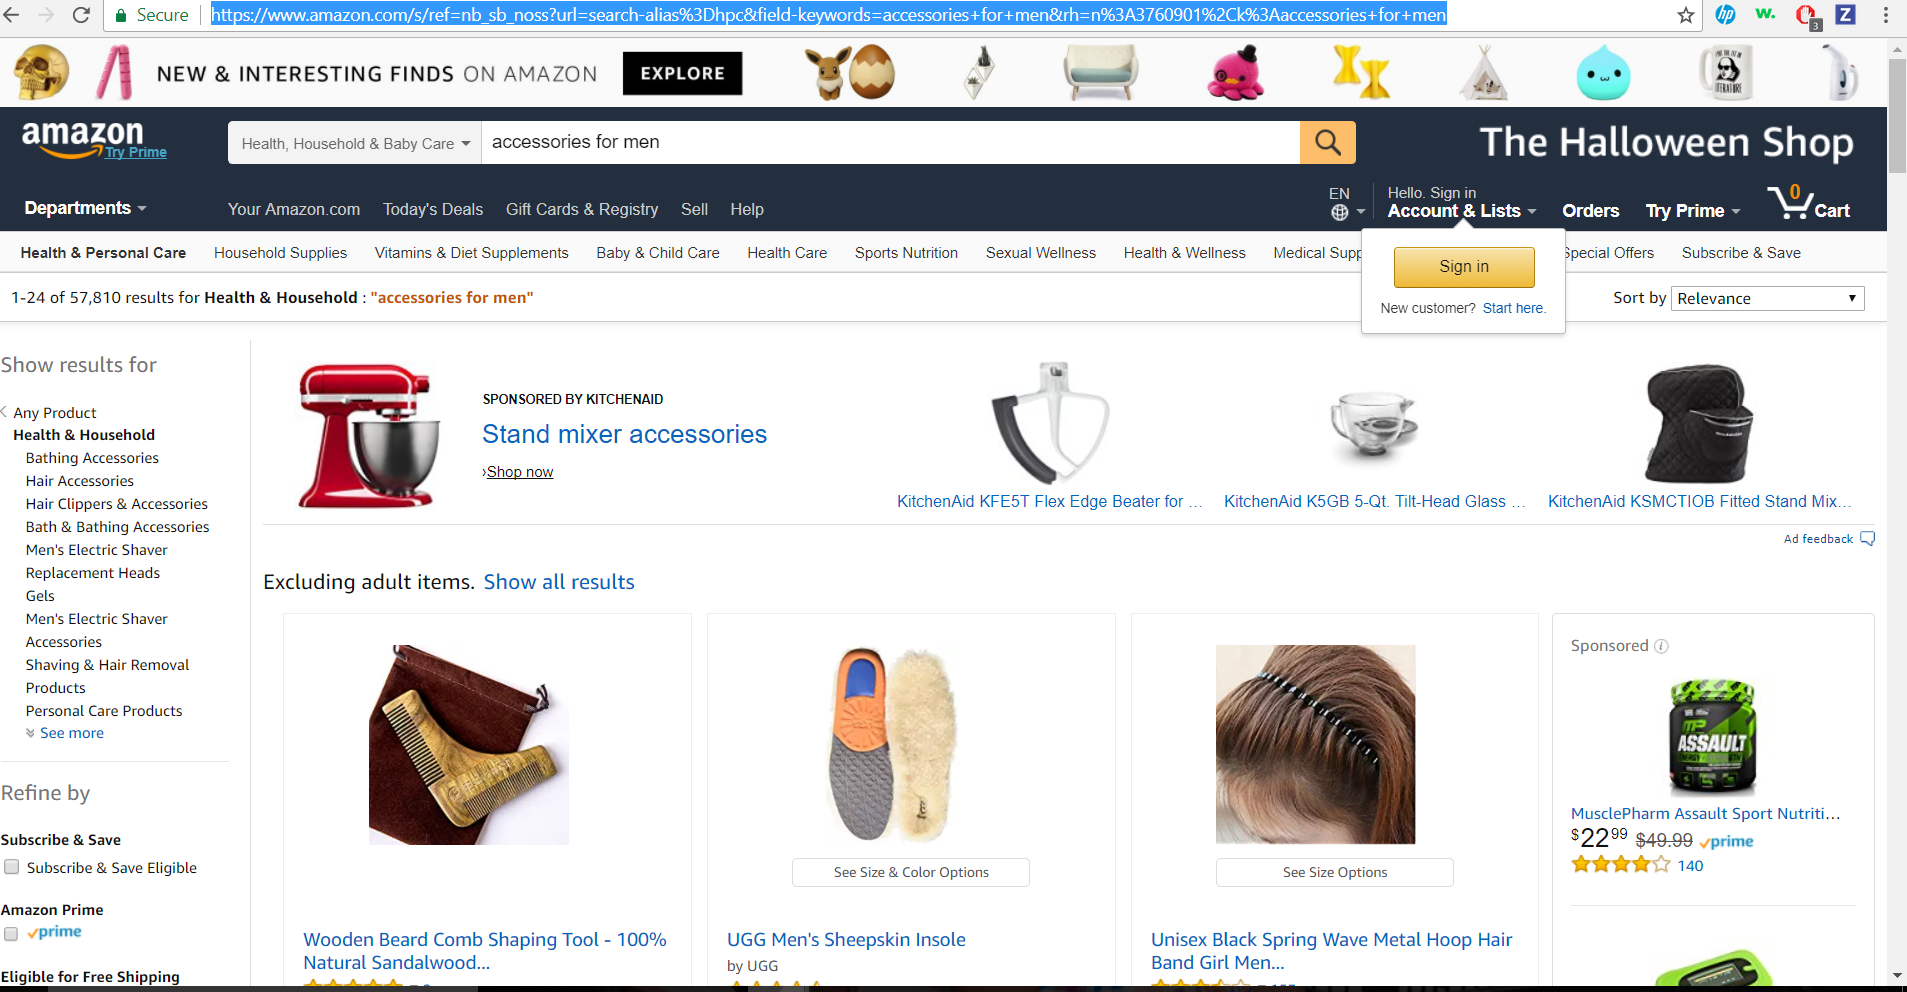 Secure https://www.amazon.com/s/ref=nb_sb_noss?url=search-alias%3Dhpc&field-keywords=accessories+for+men&rh=n%3A3760901%2Ck%3Aaccessories+for+men
hp w. 3 Z
NEW & INTERESTING FINDS ON AMAZON EXPLORE
LITERATURE
amazon
Try Prime
Health, Household & Baby Care accessories for men
The Halloween Shop
Departments
Your Amazon.com Today's Deals Gift Cards & Registry Sell Help
EN
Hello. Sign in
Account & Lists Orders Try Prime 0 Cart
Health & Personal Care Household Supplies Vitamins & Diet Supplements Baby & Child Care Health Care Sports Nutrition Sexual Wellness Health & Wellness Medical Supp Special Offers Subscribe & Save
Sign in
New customer? Start here.
1-24 of 57,810 results for Health & Household : "accessories for men"
Sort by Relevance
Show results for
Any Product
Health & Household
Bathing Accessories
Hair Accessories
Hair Clippers & Accessories
Bath & Bathing Accessories
Men's Electric Shaver
Replacement Heads
Gels
Men's Electric Shaver
Accessories
Shaving & Hair Removal
Products
Personal Care Products
See more
Refine by
Subscribe & Save
Subscribe & Save Eligible
Amazon Prime
prime
Eligible for Free Shipping
SPONSORED BY KITCHENAID
Stand mixer accessories
›Shop now
KitchenAid KFE5T Flex Edge Beater for ...
KitchenAid K5GB 5-Qt. Tilt-Head Glass ...
KitchenAid KSMCTIOB Fitted Stand Mix...
Ad feedback
Excluding adult items. Show all results
Wooden Beard Comb Shaping Tool - 100%
Natural Sandalwood...
See Size & Color Options
UGG Men's Sheepskin Insole
by UGG
See Size Options
Unisex Black Spring Wave Metal Hoop Hair
Band Girl Men...
Sponsored
MP
ASSAULT
MusclePharm Assault Sport Nutriti...
$22 99 $49.99 prime
140